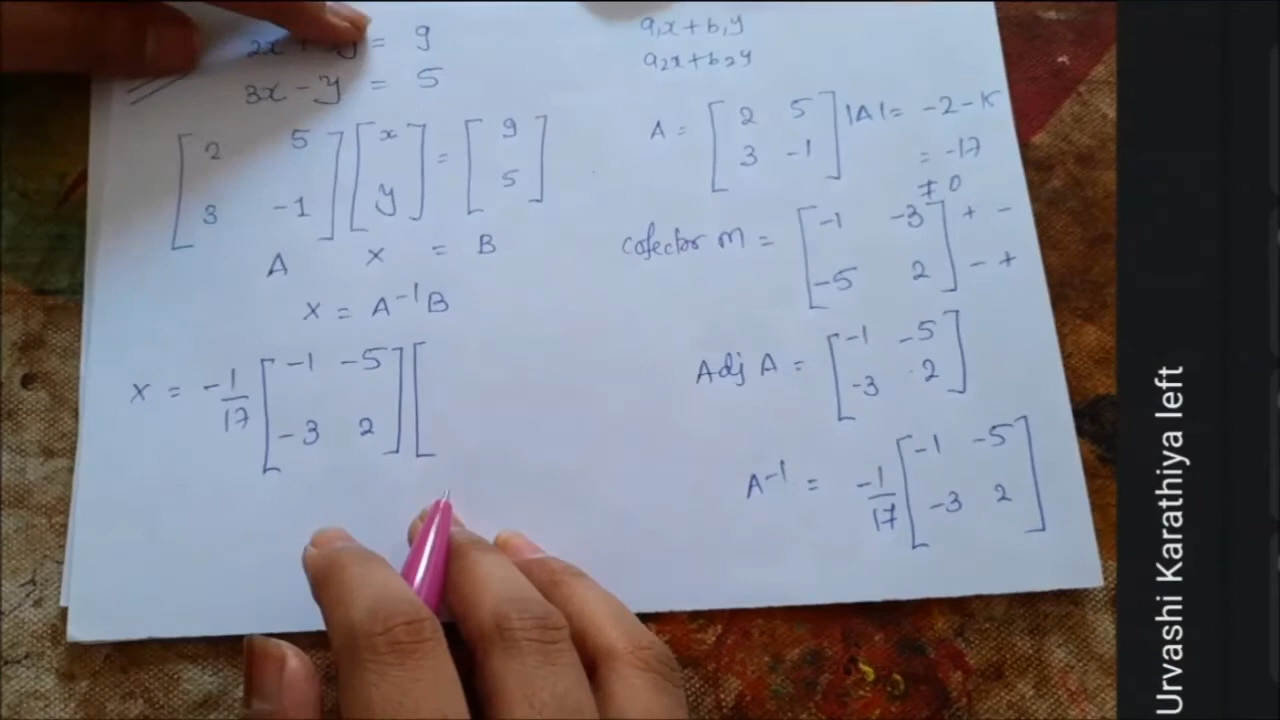 2x + y = 9
3x - y = 5
[2 5; 3 -1] [x; y] = [9; 5]
A x = B
x = A⁻¹B
x = -1/17 [-1 -5; -3 2] [
a₁x + b₁y
a₂x + b₂y
A = [2 5; 3 -1] |A| = -2 - 15
= -17
≠ 0
cofector m = [-1 -3; -5 2] + - - +
Adj A = [-1 -5; -3 2]
A⁻¹ = -1/17 [-1 -5; -3 2]
Urvashi Karathiya left